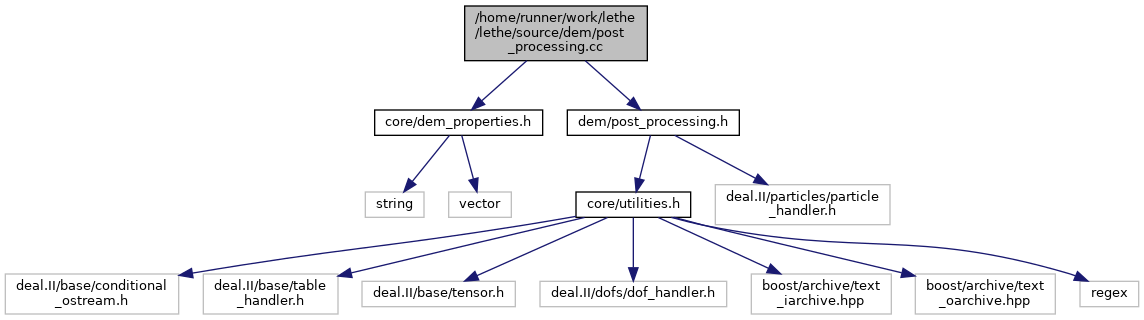 /home/runner/work/lethe
/lethe/source/dem/post
_processing.cc
core/dem_properties.h
dem/post_processing.h
string
vector
core/utilities.h
deal.II/particles/particle
_handler.h
deal.II/base/conditional
_ostream.h
deal.II/base/table
_handler.h
deal.II/base/tensor.h
deal.II/dofs/dof_handler.h
boost/archive/text
_iarchive.hpp
boost/archive/text
_oarchive.hpp
regex